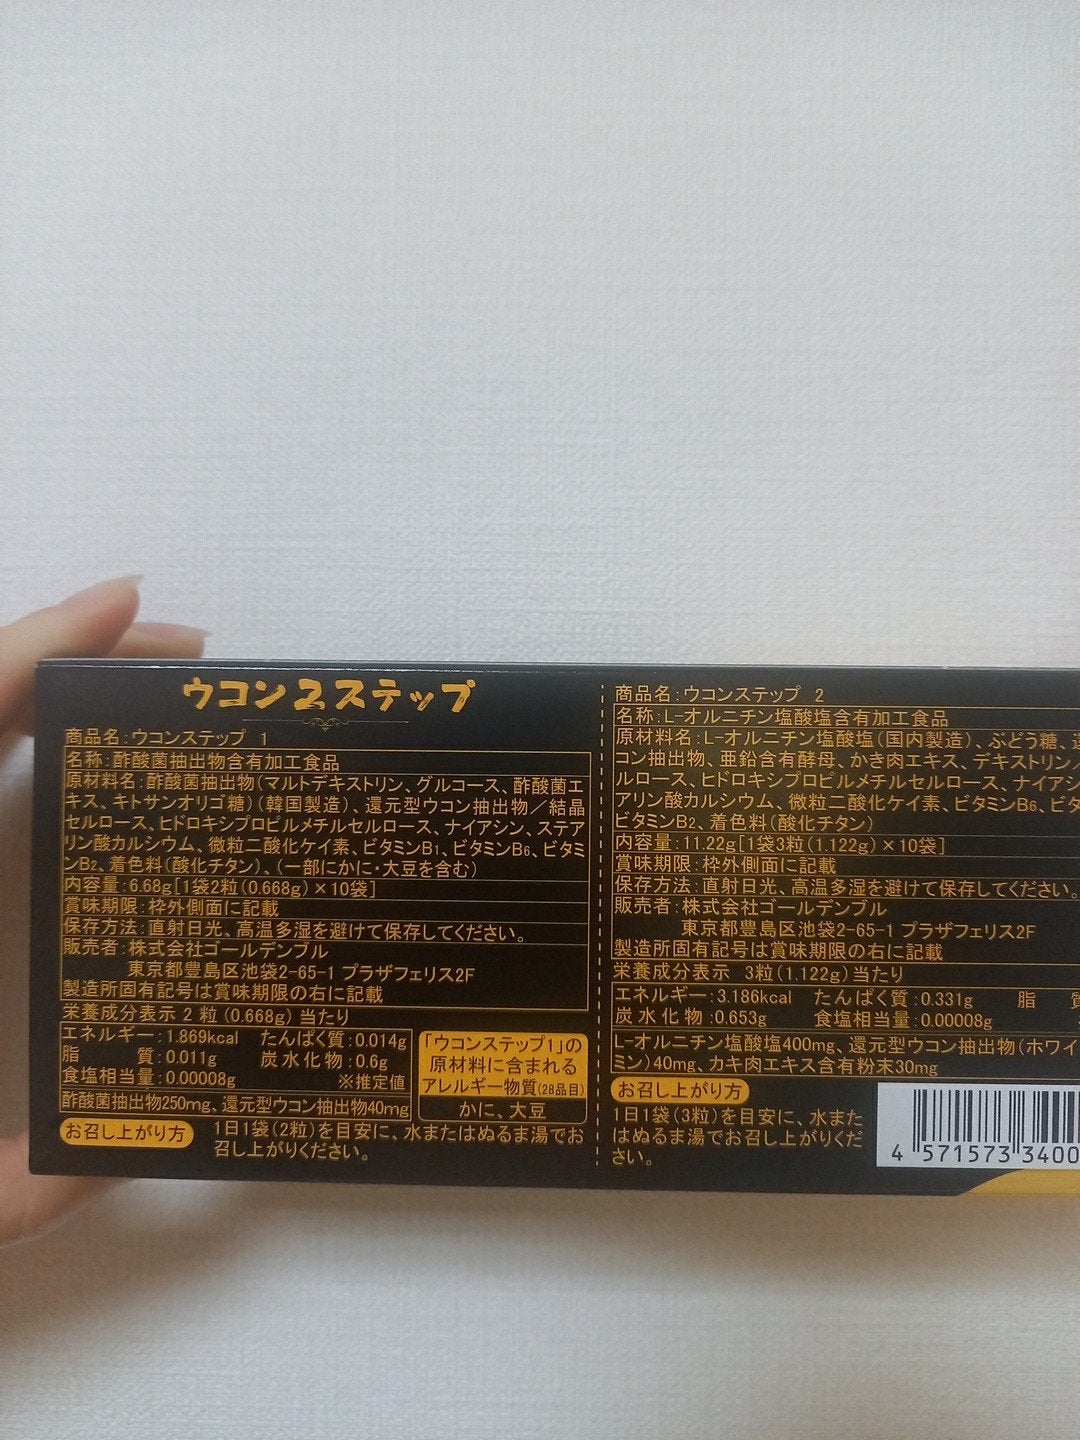 ウコン2ステップ
商品名:ウコンステップ 1
名称:酢酸菌抽出物含有加工食品
原材料名:酢酸菌抽出物(マルトデキストリン、グルコース、酢酸菌エ
キス、キトサンオリゴ糖)(韓国製造)、還元型ウコン抽出物/結晶
セルロース、ヒドロキシプロピルメチルセルロース、ナイアシン、ステア
リン酸カルシウム、微粒二酸化ケイ素、ビタミンB1、ビタミンB6、ビタミ
ンB2、着色料(酸化チタン)、(一部にかに・大豆を含む)
内容量:6.68g[1袋2粒(0.668g)×10袋]
賞味期限:枠外側面に記載
保存方法:直射日光、高温多湿を避けて保存してください。
販売者:株式会社ゴールデンブル
東京都豊島区池袋2-65-1 プラザフェリス2F
製造所固有記号は賞味期限の右に記載
栄養成分表示 2粒(0.668g)当たり
エネルギー:1.869kcal たんぱく質:0.014g
脂質:0.011g 炭水化物:0.6g
食塩相当量:0.00008g ※推定値
酢酸菌抽出物250mg、還元型ウコン抽出物40mg
「ウコンステップ1」の
原材料に含まれる
アレルギー物質(28品目)
かに、大豆
お召し上がり方
1日1袋(2粒)を目安に、水またはぬるま湯でお
召し上がりください。
商品名:ウコンステップ 2
名称:L-オルニチン塩酸塩含有加工食品
原材料名:L-オルニチン塩酸塩(国内製造)、ぶどう糖、
コン抽出物、亜鉛含有酵母、かき肉エキス、デキストリン/
ルロース、ヒドロキシプロピルメチルセルロース、ナイアシ
アリン酸カルシウム、微粒二酸化ケイ素、ビタミンB6、ビタ
ビタミンB2、着色料(酸化チタン)
内容量:11.22g[1袋3粒(1.122g)×10袋]
賞味期限:枠外側面に記載
保存方法:直射日光、高温多湿を避けて保存してください。
販売者:株式会社ゴールデンブル
東京都豊島区池袋2-65-1 プラザフェリス2F
製造所固有記号は賞味期限の右に記載
栄養成分表示 3粒(1.122g)当たり
エネルギー:3.186kcal たんぱく質:0.331g 脂質
炭水化物:0.653g 食塩相当量:0.00008g
L-オルニチン塩酸塩400mg、還元型ウコン抽出物(ホワイ
ミン)40mg、カキ肉エキス含有粉末30mg
お召し上がり方
1日1袋(3粒)を目安に、水また
はぬるま湯でお召し上がりくだ
さい。
4 571573 3400